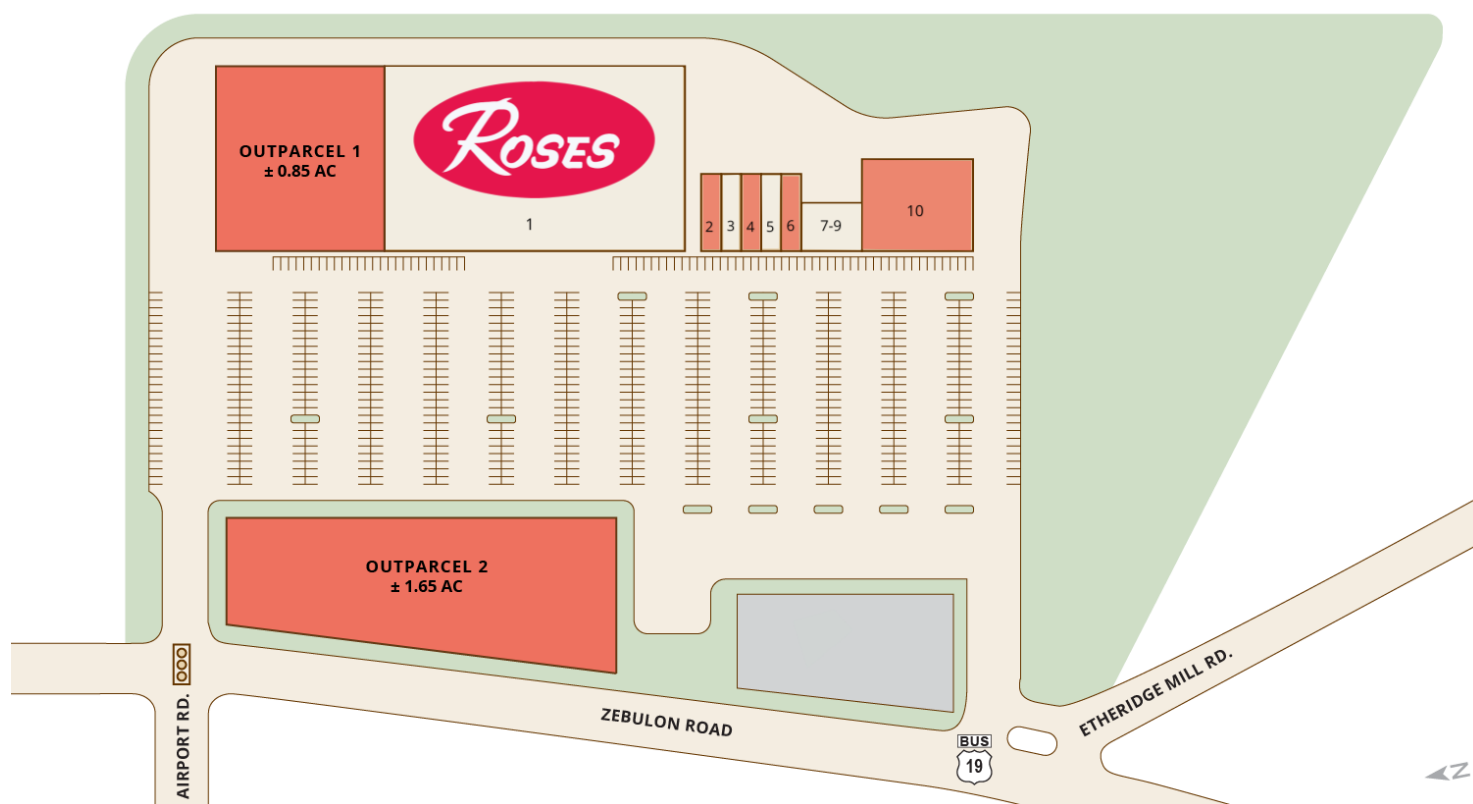 ROSES
OUTPARCEL 1
± 0.85 AC
1
2
3
4
5
6
7-9
10
OUTPARCEL 2
± 1.65 AC
AIRPORT RD.
ZEBULON ROAD
ETHERIDGE MILL RD.
BUS
19
N